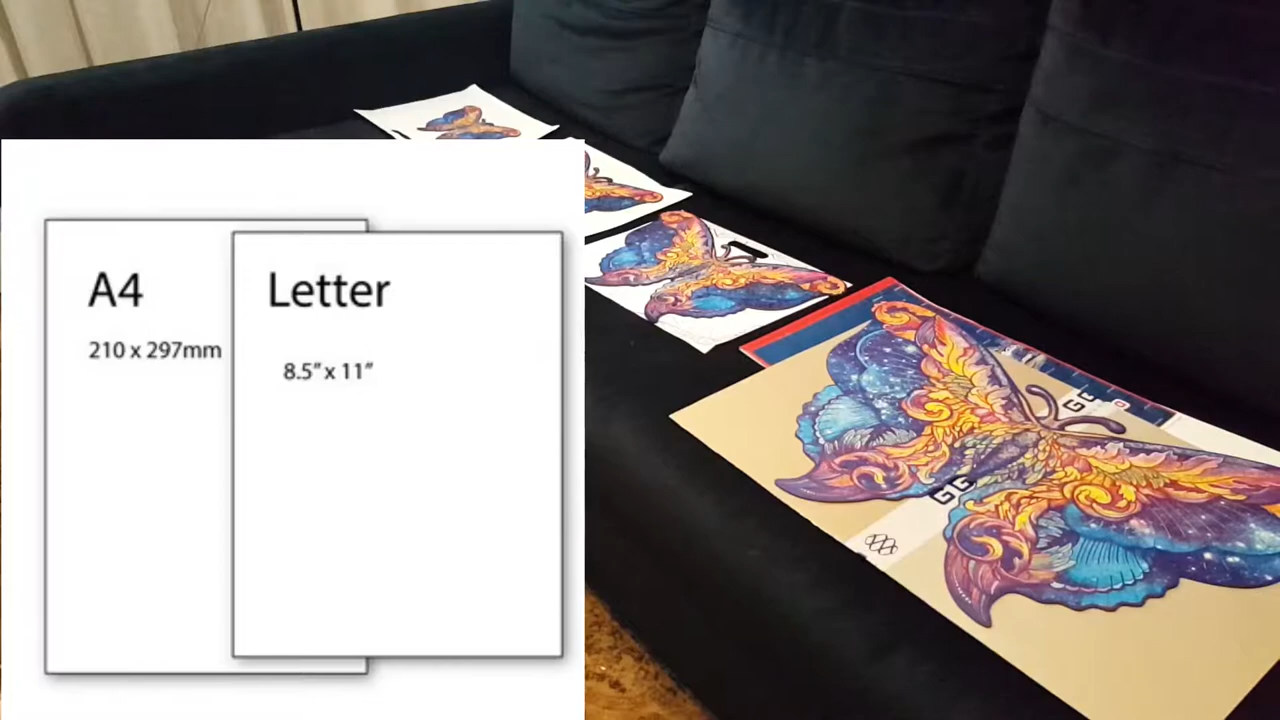 A4
210 x 297mm
Letter
8.5” x 11”